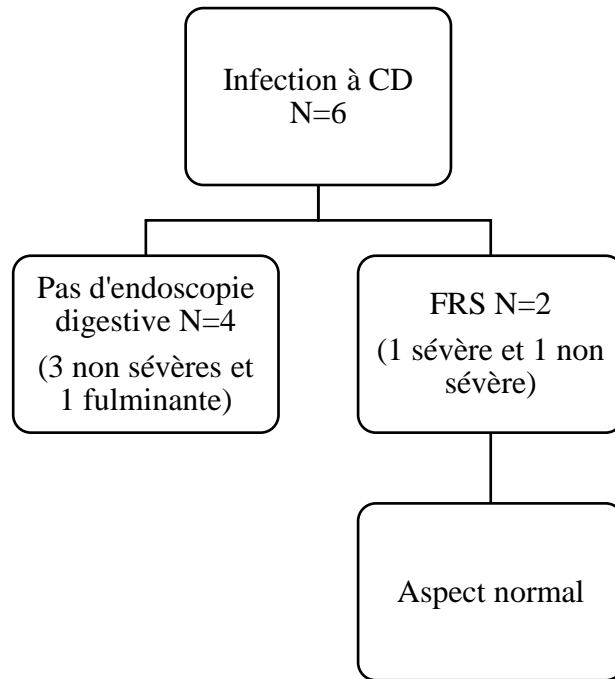 Infection à CD
N=6
Pas d'endoscopie
digestive N=4
(3 non sévères et
1 fulminante)
FRS N=2
(1 sévère et 1 non
sévère)
Aspect normal